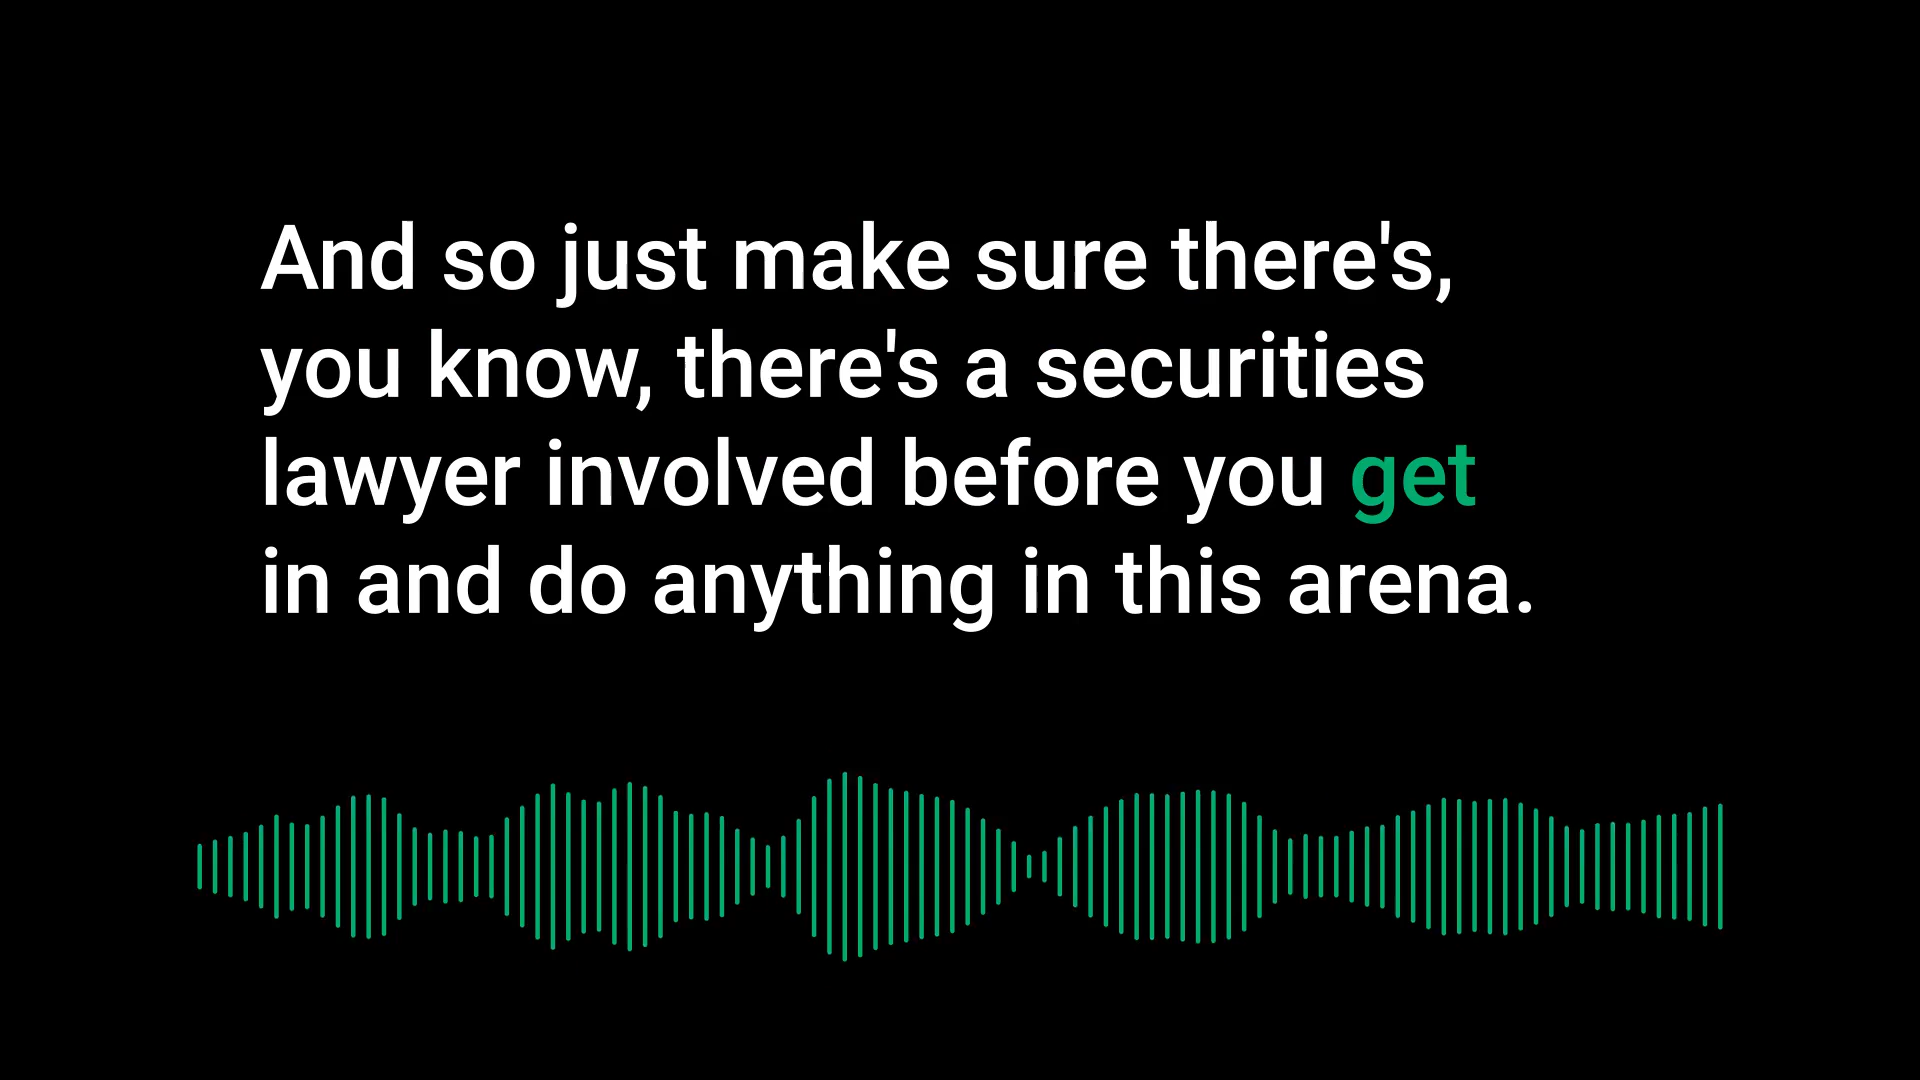 And so just make sure there's,
you know, there's a securities
lawyer involved before you get
in and do anything in this arena.